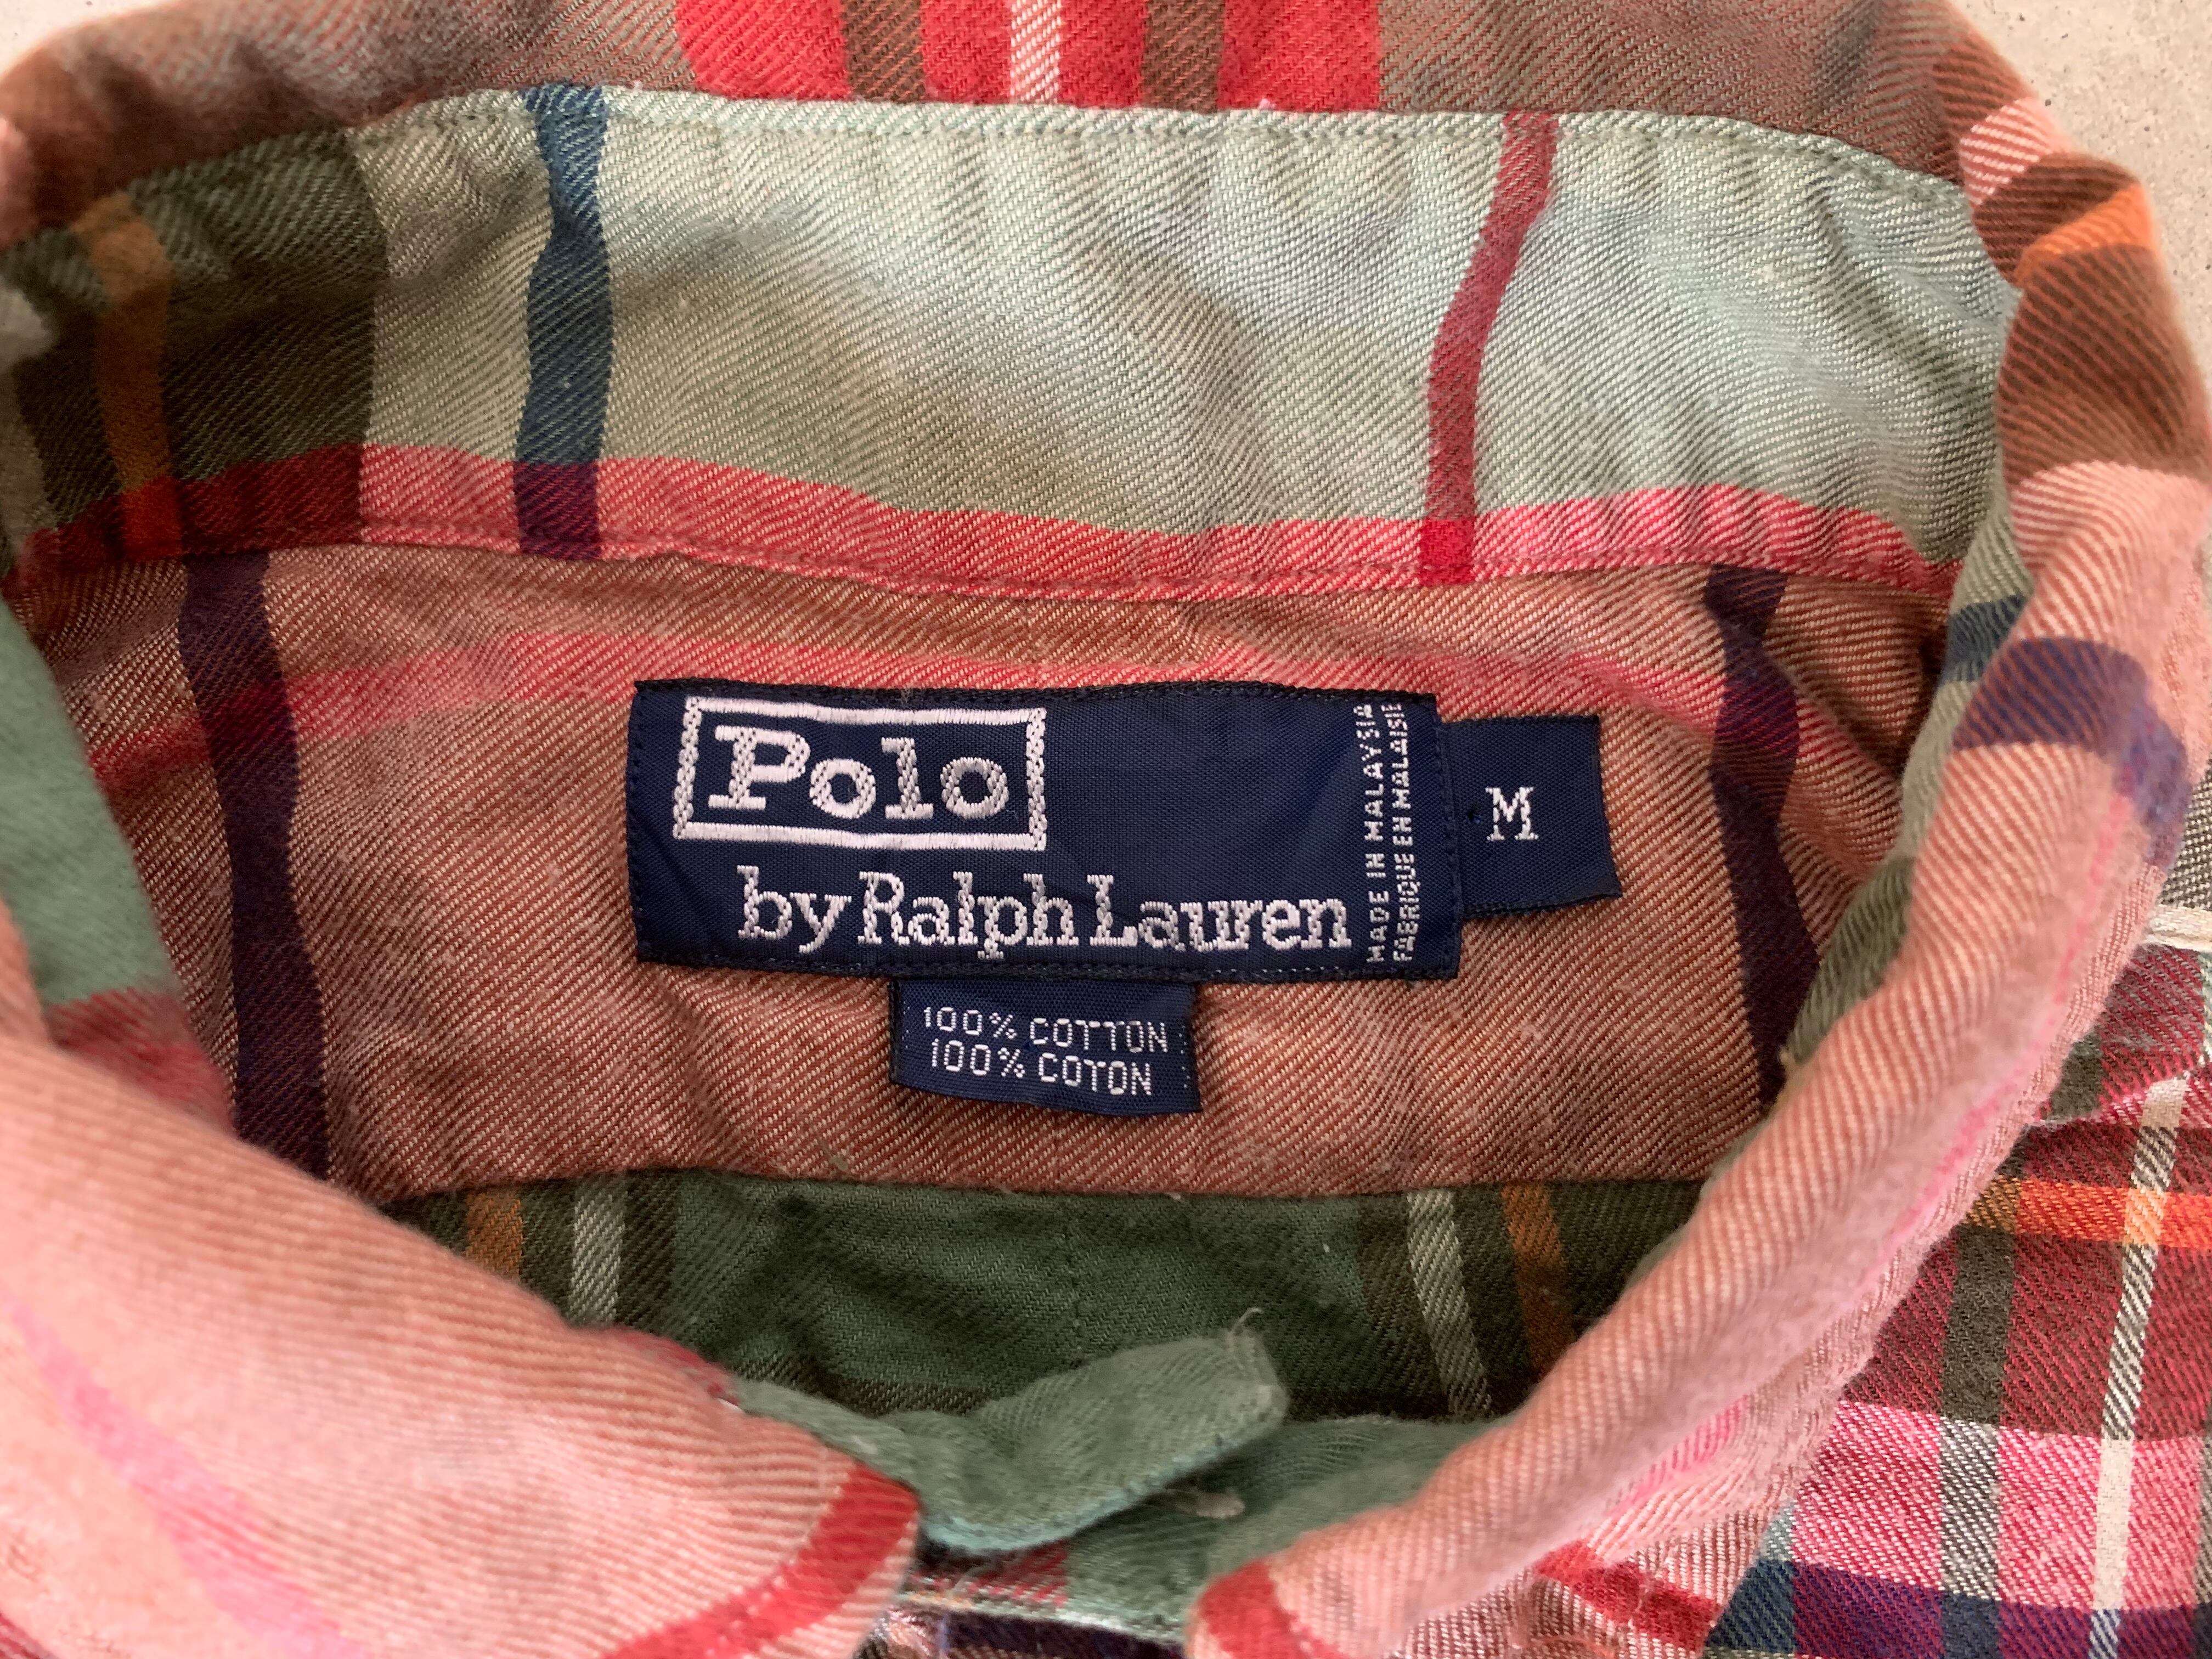 Polo
by Ralph Lauren
MADE IN MALAYSIA
FABRIQUE EN MALAISIE
M
100% COTTON
100% COTON